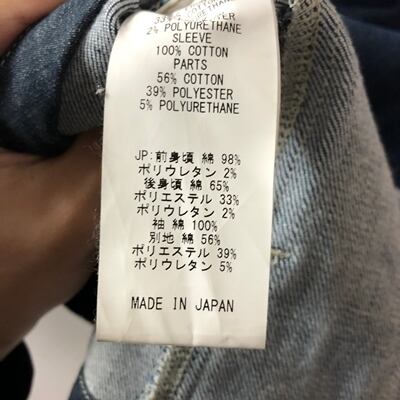 33% POLYESTER
2% POLYURETHANE
SLEEVE
100% COTTON
PARTS
56% COTTON
39% POLYESTER
5% POLYURETHANE
JP:前身頃 綿 98%
ポリウレタン 2%
後身頃 綿 65%
ポリエステル 33%
ポリウレタン 2%
袖 綿 100%
別地 綿 56%
ポリエステル 39%
ポリウレタン 5%
MADE IN JAPAN